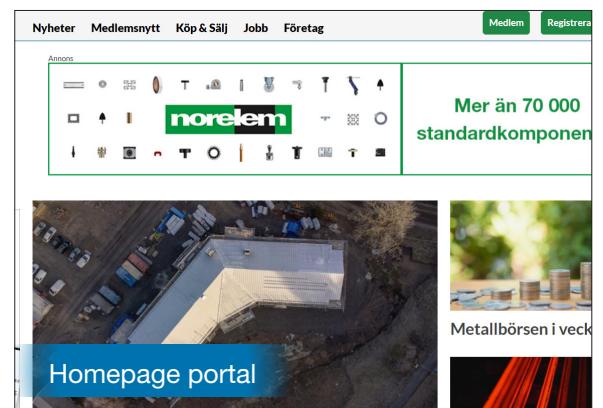 Nyheter Medlemsnytt Köp & Sälj Jobb Företag
Medlem Registrera
Annons
norelem
Mer än 70 000
standardkomponen
Metallbörsen i veck
Homepage portal